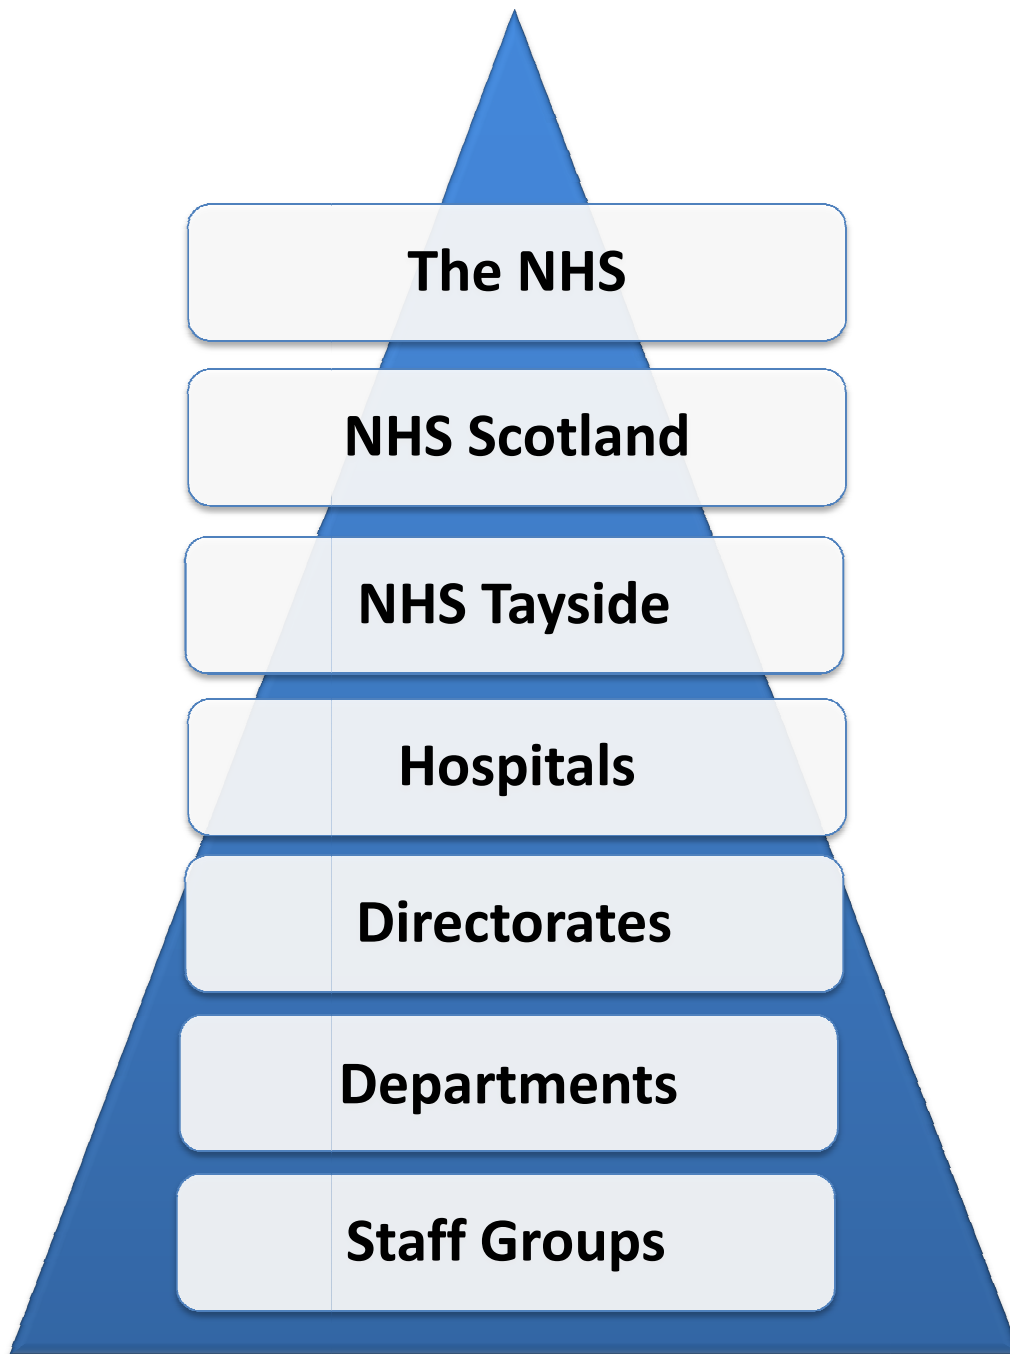 The NHS
NHS Scotland
NHS Tayside
Hospitals
Directorates
Departments
Staff Groups